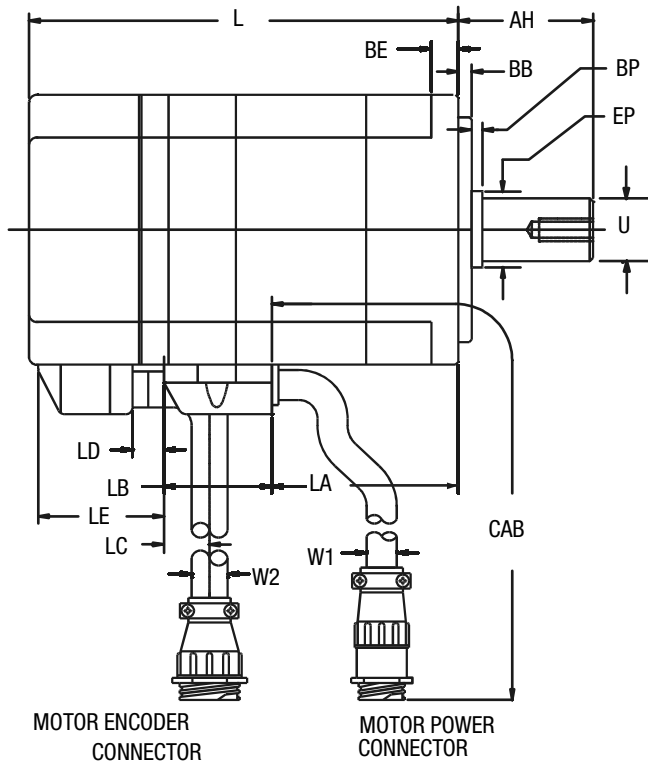 L
AH
BE
BB
BP
EP
U
LD
LB
LA
LE
LC
CAB
W1
W2
MOTOR ENCODER
CONNECTOR
MOTOR POWER
CONNECTOR